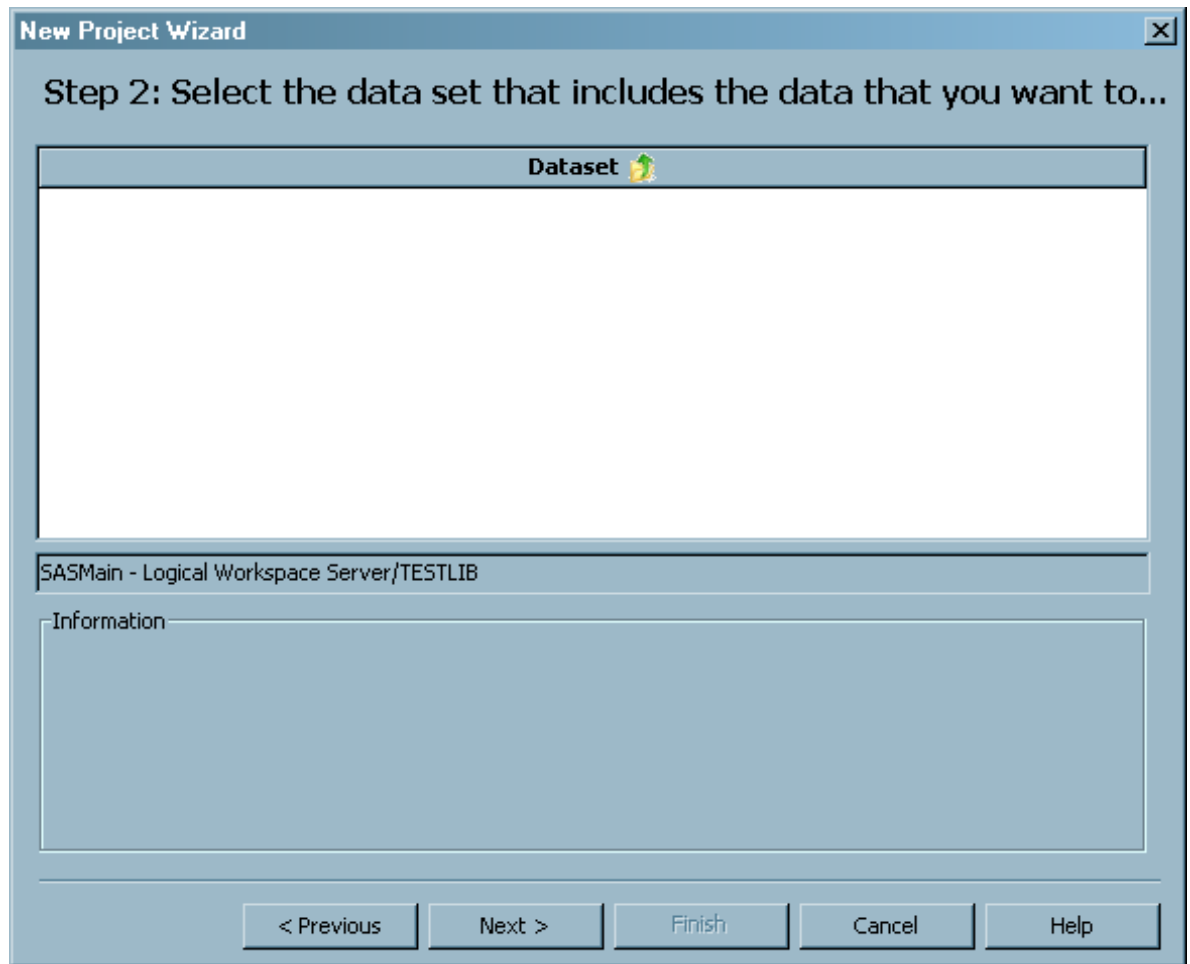 New Project Wizard
Step 2: Select the data set that includes the data that you want to...
Dataset
SASMain - Logical Workspace Server/TESTLIB
Information
< Previous Next > Finish Cancel Help